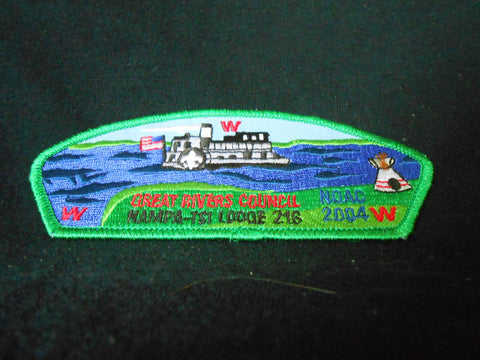 W
GREAT RIVERS COUNCIL
NAMPA-TSI LODGE 216
NOAC
2004
W
W